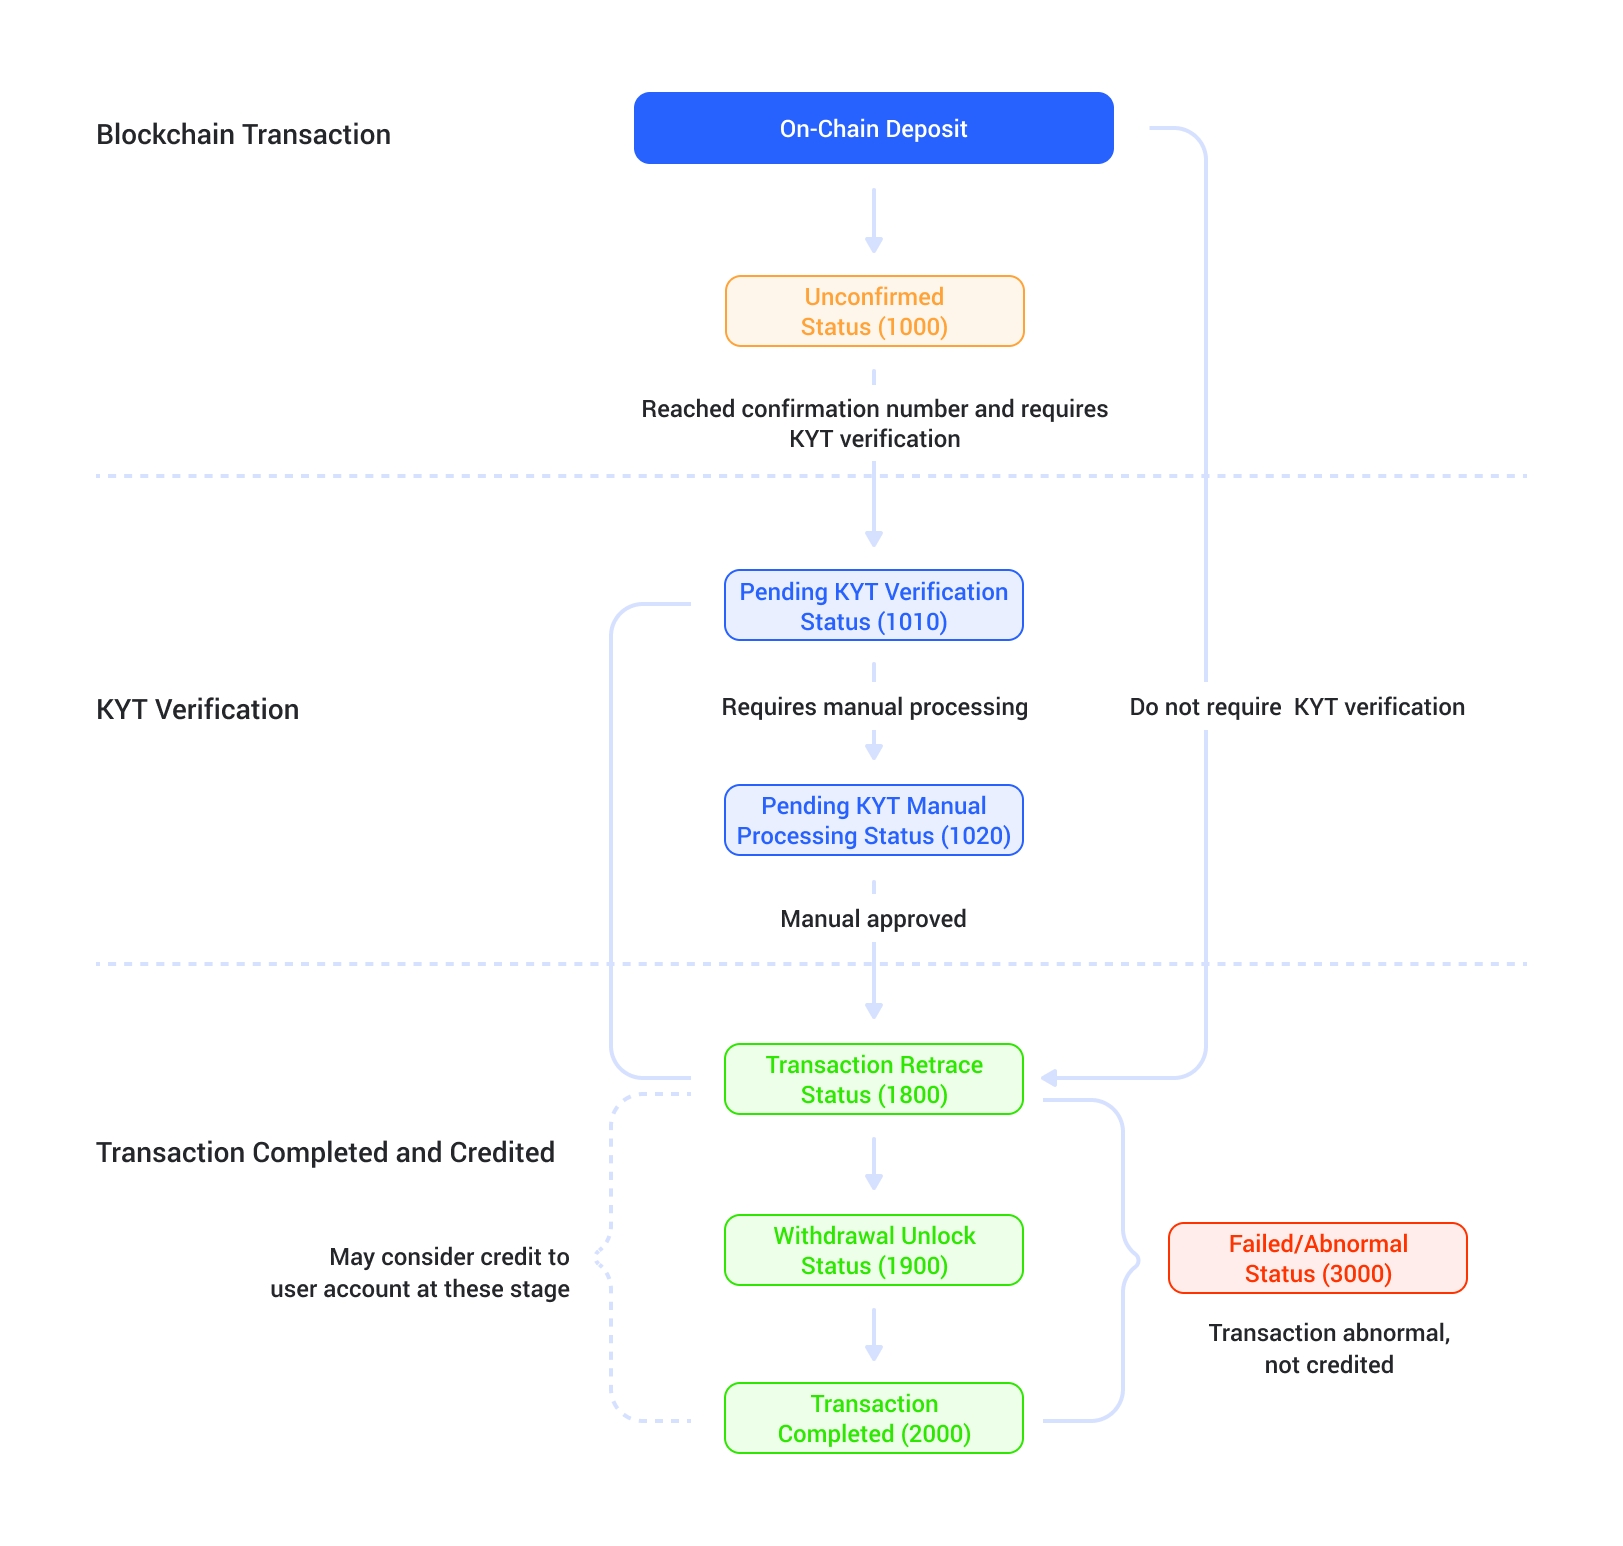 Blockchain Transaction
On-Chain Deposit
Unconfirmed
Status (1000)
Reached confirmation number and requires
KYT verification
Pending KYT Verification
Status (1010)
KYT Verification
Requires manual processing
Do not require  KYT verification
Pending KYT Manual
Processing Status (1020)
Manual approved
Transaction Retrace
Status (1800)
Transaction Completed and Credited
Withdrawal Unlock
Status (1900)
May consider credit to
user account at these stage
Failed/Abnormal
Status (3000)
Transaction abnormal,
not credited
Transaction
Completed (2000)